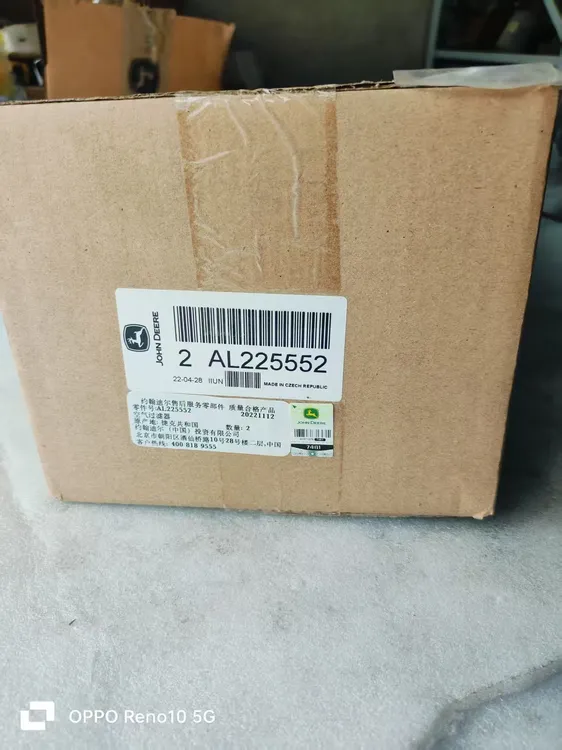 JOHN DEERE
2 AL225552
22-04-28 IIUN MADE IN CZECH REPUBLIC
约翰迪尔售后服务零部件 质量合格产品
零件号:AL225552 20221112
空气过滤器
原产地: 捷克共和国 数量: 2
约翰迪尔(中国)投资有限公司
北京市朝阳区酒仙桥路10号2B号楼二层,中国
客户热线: 400 818 9555
JOHN DEERE
OPPO Reno10 5G